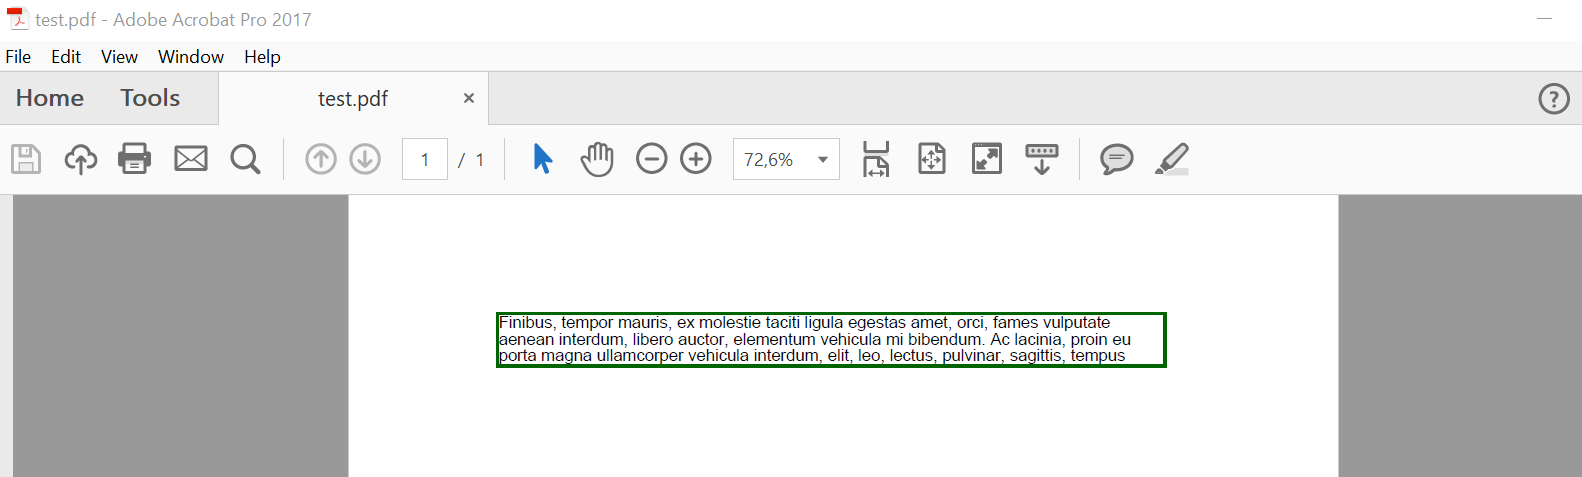 test.pdf - Adobe Acrobat Pro 2017
File Edit View Window Help
Home Tools test.pdf × ?
1 / 1 72,6%
Finibus, tempor mauris, ex molestie taciti ligula egestas amet, orci, fames vulputate
aenean interdum, libero auctor, elementum vehicula mi bibendum. Ac lacinia, proin eu
porta magna ullamcorper vehicula interdum, elit, leo, lectus, pulvinar, sagittis, tempus